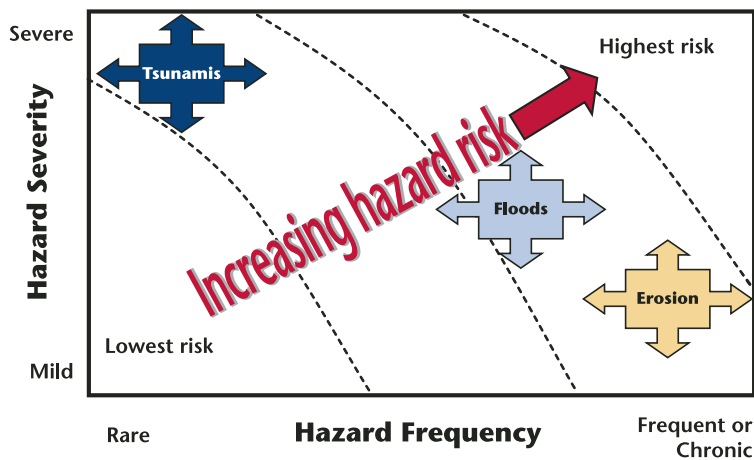 Severe
Highest risk
Tsunamis
Hazard Severity
Increasing hazard risk
Floods
Erosion
Lowest risk
Mild
Rare
Hazard Frequency
Frequent or
Chronic